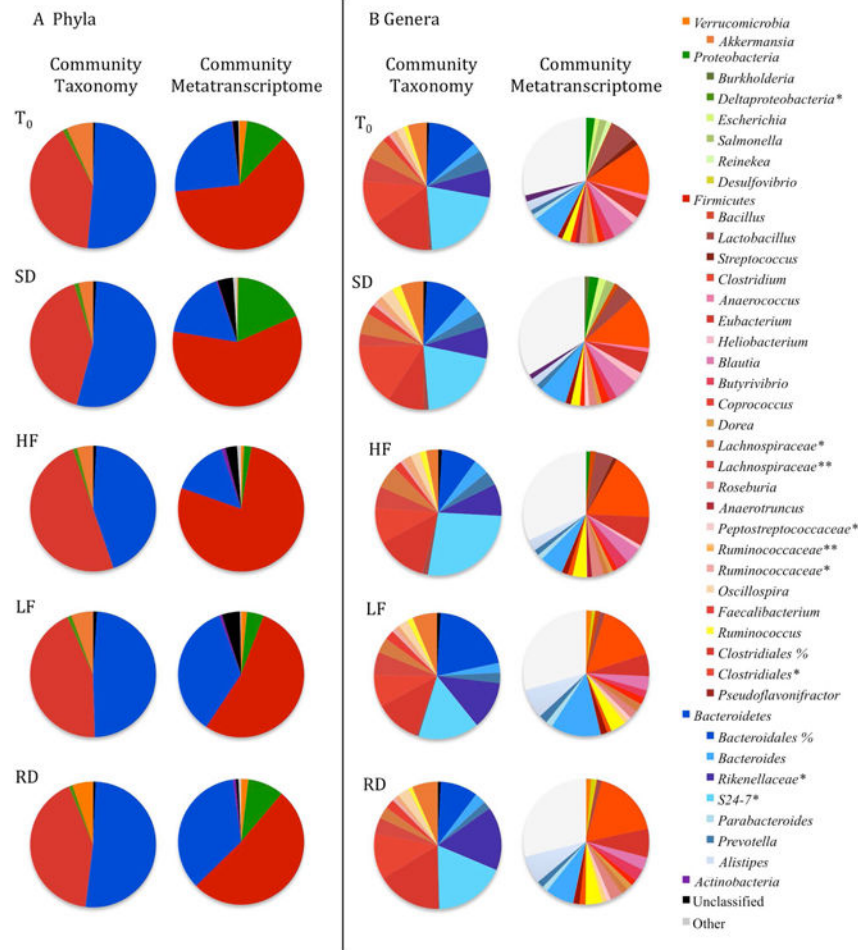 A Phyla
B Genera
Community
Taxonomy
Community
Metatranscriptome
Community
Taxonomy
Community
Metatranscriptome
T0
T0
SD
SD
HF
HF
LF
LF
RD
RD
Verrucomicrobia
Akkermansia
Proteobacteria
Burkholderia
Deltaproteobacteria*
Escherichia
Salmonella
Reinekea
Desulfovibrio
Firmicutes
Bacillus
Lactobacillus
Streptococcus
Clostridium
Anaerococcus
Eubacterium
Heliobacterium
Blautia
Butyrivibrio
Coprococcus
Dorea
Lachnospiraceae*
Lachnospiraceae**
Roseburia
Anaerotruncus
Peptostreptococcaceae*
Ruminococcaceae**
Ruminococcaceae*
Oscillospira
Faecalibacterium
Ruminococcus
Clostridiales %
Clostridiales*
Pseudoflavonifractor
Bacteroidetes
Bacteroidales %
Bacteroides
Rikenellaceae*
S24-7*
Parabacteroides
Prevotella
Alistipes
Actinobacteria
Unclassified
Other